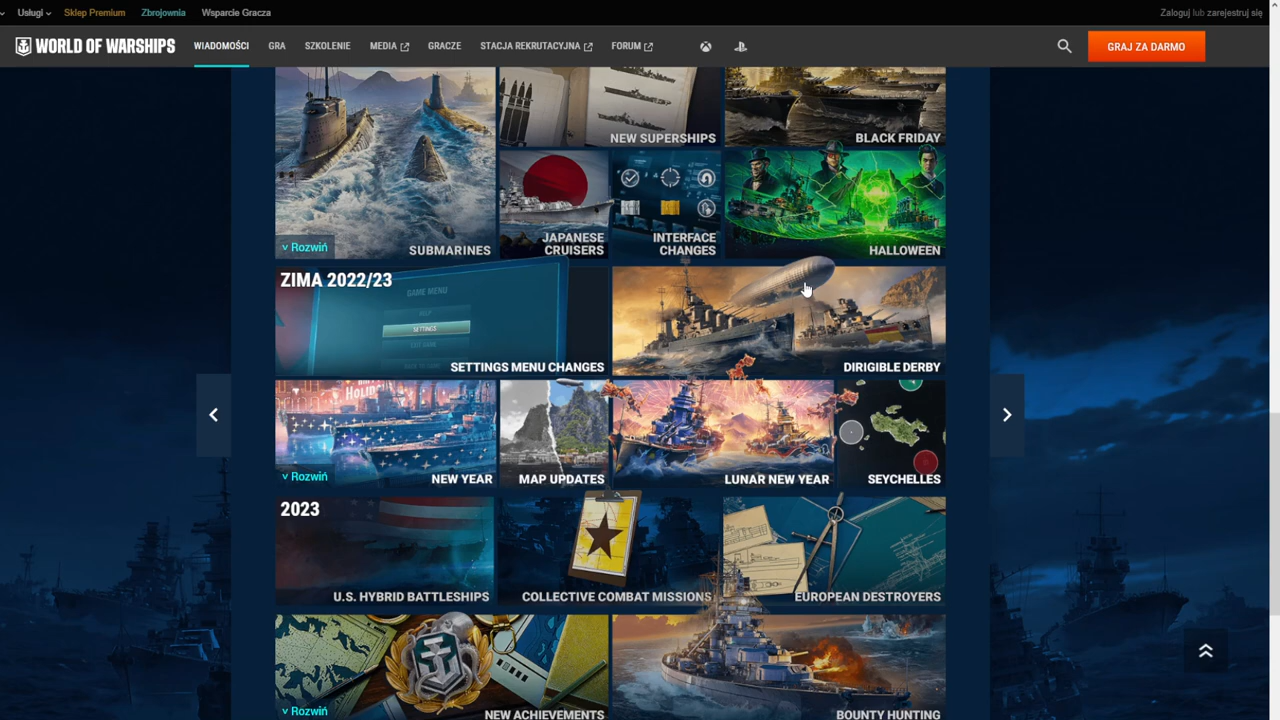 Usługi
Sklep Premium
Zbrojownia
Wsparcie Gracza
Zaloguj lub zarejestruj się
WORLD OF WARSHIPS
WIADOMOŚCI
GRA
SZKOLENIE
MEDIA
GRACZE
STACJA REKRUTACYJNA
FORUM
GRAJ ZA DARMO
NEW SUPERSHIPS
BLACK FRIDAY
Rozwiń
SUBMARINES
JAPANESE
CRUISERS
INTERFACE
CHANGES
HALLOWEEN
ZIMA 2022/23
GAME MENU
SETTINGS
SETTINGS MENU CHANGES
DIRIGIBLE DERBY
Rozwiń
NEW YEAR
MAP UPDATES
LUNAR NEW YEAR
SEYCHELLES
2023
U.S. HYBRID BATTLESHIPS
COLLECTIVE COMBAT MISSIONS
EUROPEAN DESTROYERS
Rozwiń
NEW ACHIEVEMENTS
BOUNTY HUNTING